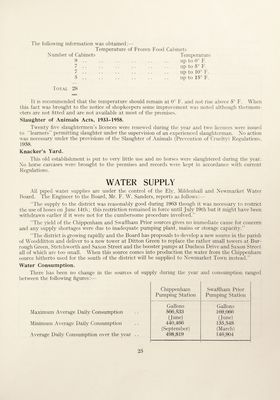 The following information was obtained:—
Temperature of Frozen Food Cabinets
Number of Cabinets Temperature
9 .. .. .. .. .. up to 0° F.
7 .. .. .. .. .. up to 5° F.
7 .. .. .. .. .. up to 10° F.
5 .. .. .. .. .. up to 15° F.
TOTAL 28
It is recommended that the temperature should remain at 0° F. and not rise above 5° F. When
this fact was brought to the notice of shopkeepers some improvement was noted although thermom-
eters are not fitted and are not available at most of the premises.
Slaughter of Animals Acts, 1933-1958.
Twenty five slaughtermen's licences were renewed during the year and two licences were issued
to "learners" permitting slaughter under the supervision of an experienced slaughterman. No action
was necessary under the provisions of the Slaughter of Animals (Prevention of Cruelty) Regulations,
1958.
Knacker's Yard.
This old establishment is put to very little use and no horses were slaughtered during the year.
No horse carcases were brought to the premises and records were kept in accordance with current
Regulations.
WATER SUPPLY
All piped water supplies are under the control of the Ely, Mildenhall and Newmarket Water
Board. The Engineer to the Board, Mr. F. W. Sanders, reports as follows:—
"The supply to the district was reasonably good during 1963 though it was necessary to restrict
the use of hoses on June 14th; this restriction remained in force until July 1965 but it might have been
withdrawn earlier if it were not for the cumbersome procedure involved."
"The yield of the Chippenham and Swaffham Prior sources gives no immediate cause for concern
and any supply shortages were due to inadequate pumping plant, mains or storage capacity."
"The district is growing rapidly and the Board has proposals to develop a new source in the parish
of Woodditton and deliver to a new tower at Ditton Green to replace the rather small towers at Bur-
rough Green, Stetchworth and Saxon Street and the booster pumps at Duchess Drive and Saxon Street
all of which are too small. When this source comes into production the water from the Chippenham
source hitherto used for the south of the district will be supplied to Newmarket Town instead."
Water Consumption.
There has been no change in the sources of supply during the year and consumption ranged
between the following figures:—
Chippenham Swaffham Prior
Pumping Station Pumping Station
Gallons Gallons
Maximum Average Daily Consumption .. 566,533 169,066
(June) (June)
Minimum Average Daily Consumption 440,466 135,548
(September) (March)
Average Daily Consumption over the year .. 498,819 146,904
25